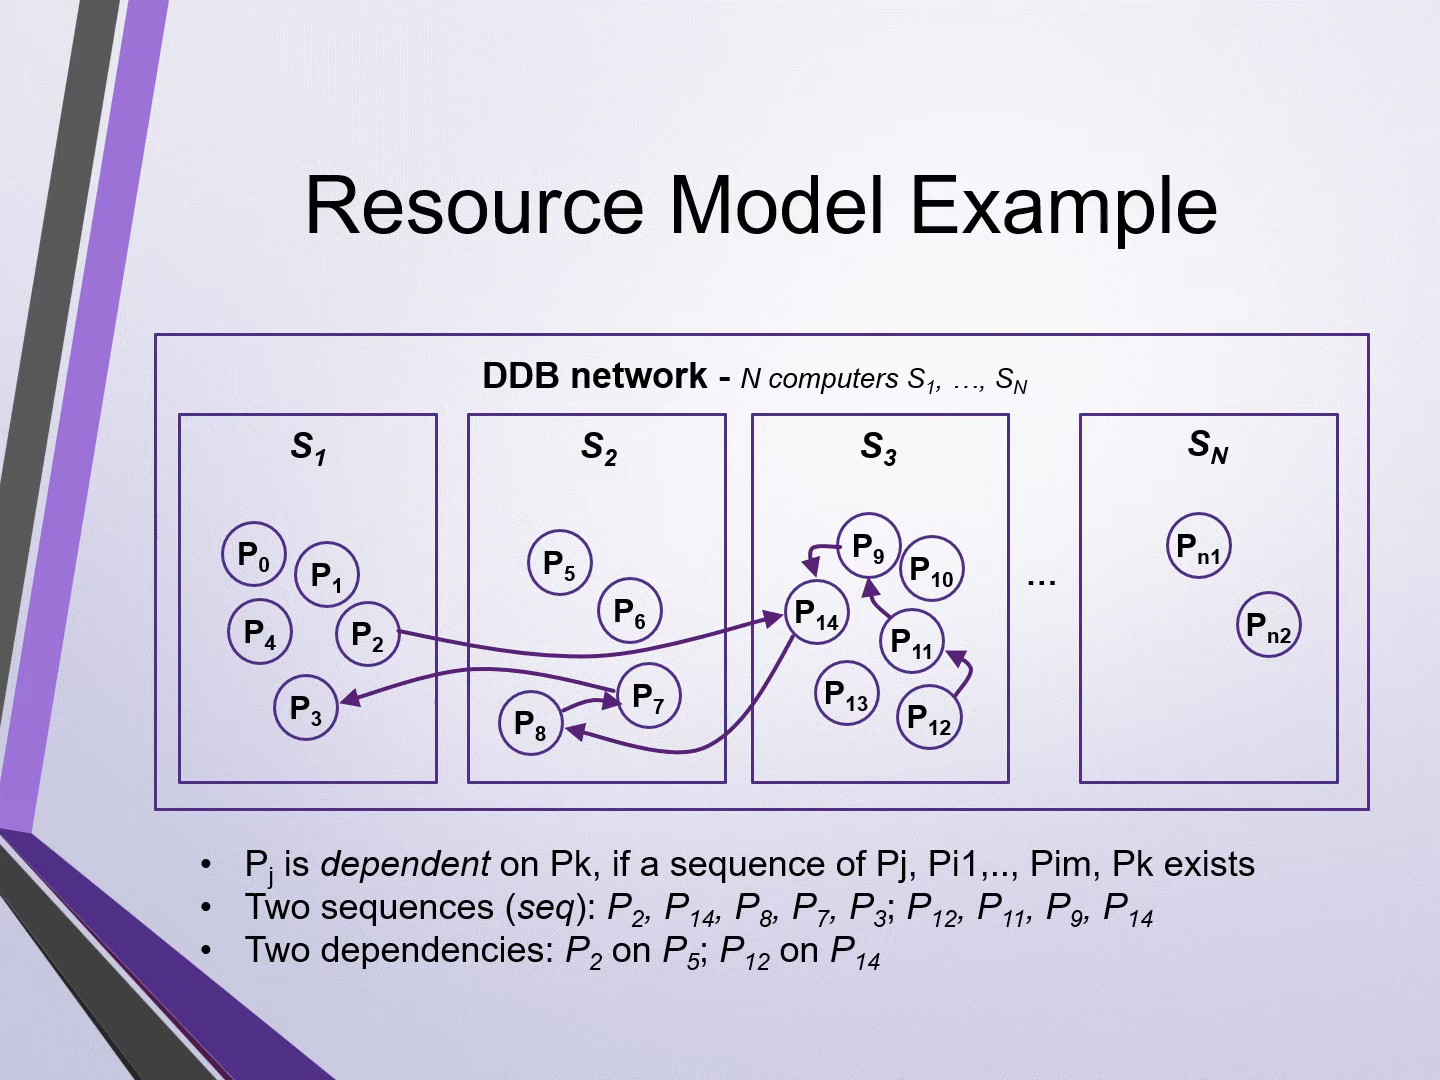 Resource Model Example
DDB network - N computers S1, …, SN
S1
S2
S3
SN
P0
P1
P4
P2
P3
P5
P6
P7
P8
P9
P10
P14
P11
P13
P12
...
Pn1
Pn2
• Pj is dependent on Pk, if a sequence of Pj, Pi1,.., Pim, Pk exists
• Two sequences (seq): P2, P14, P8, P7, P3; P12, P11, P9, P14
• Two dependencies: P2 on P5; P12 on P14